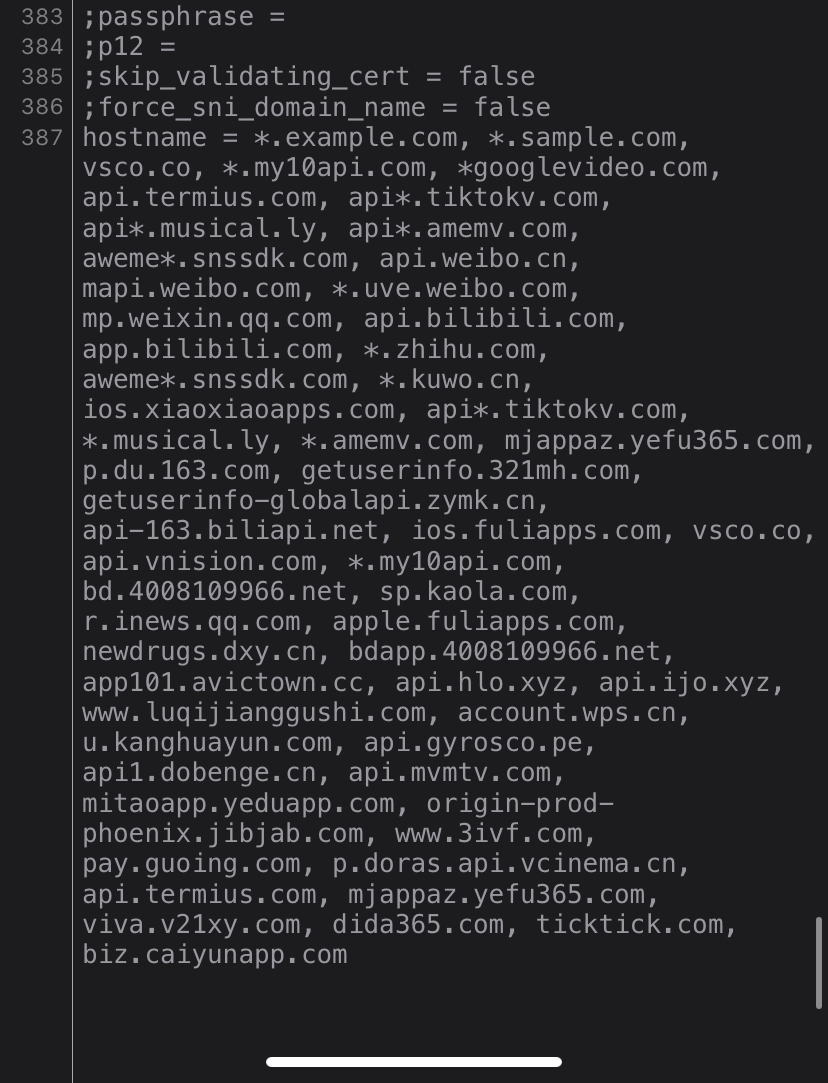 383 ;passphrase =
384 ;p12 =
385 ;skip_validating_cert = false
386 ;force_sni_domain_name = false
387 hostname = *.example.com, *.sample.com,
vsco.co, *.my10api.com, *googlevideo.com,
api.termius.com, api*.tiktokv.com,
api*.musical.ly, api*.amemv.com,
aweme*.snssdk.com, api.weibo.cn,
mapi.weibo.com, *.uve.weibo.com,
mp.weixin.qq.com, api.bilibili.com,
app.bilibili.com, *.zhihu.com,
aweme*.snssdk.com, *.kuwo.cn,
ios.xiaoxiaoapps.com, api*.tiktokv.com,
*.musical.ly, *.amemv.com, mjappaz.yefu365.com,
p.du.163.com, getuserinfo.321mh.com,
getuserinfo-globalapi.zymk.cn,
api-163.biliapi.net, ios.fuliapps.com, vsco.co,
api.vnision.com, *.my10api.com,
bd.4008109966.net, sp.kaola.com,
r.inews.qq.com, apple.fuliapps.com,
newdrugs.dxy.cn, bdapp.4008109966.net,
app101.avictown.cc, api.hlo.xyz, api.ijo.xyz,
www.luqijianggushi.com, account.wps.cn,
u.kanghuayun.com, api.gyrosco.pe,
api1.dobenge.cn, api.mvmtv.com,
mitaoapp.yeduapp.com, origin-prod-
phoenix.jibjab.com, www.3ivf.com,
pay.guoing.com, p.doras.api.vcinema.cn,
api.termius.com, mjappaz.yefu365.com,
viva.v21xy.com, dida365.com, ticktick.com,
biz.caiyunapp.com